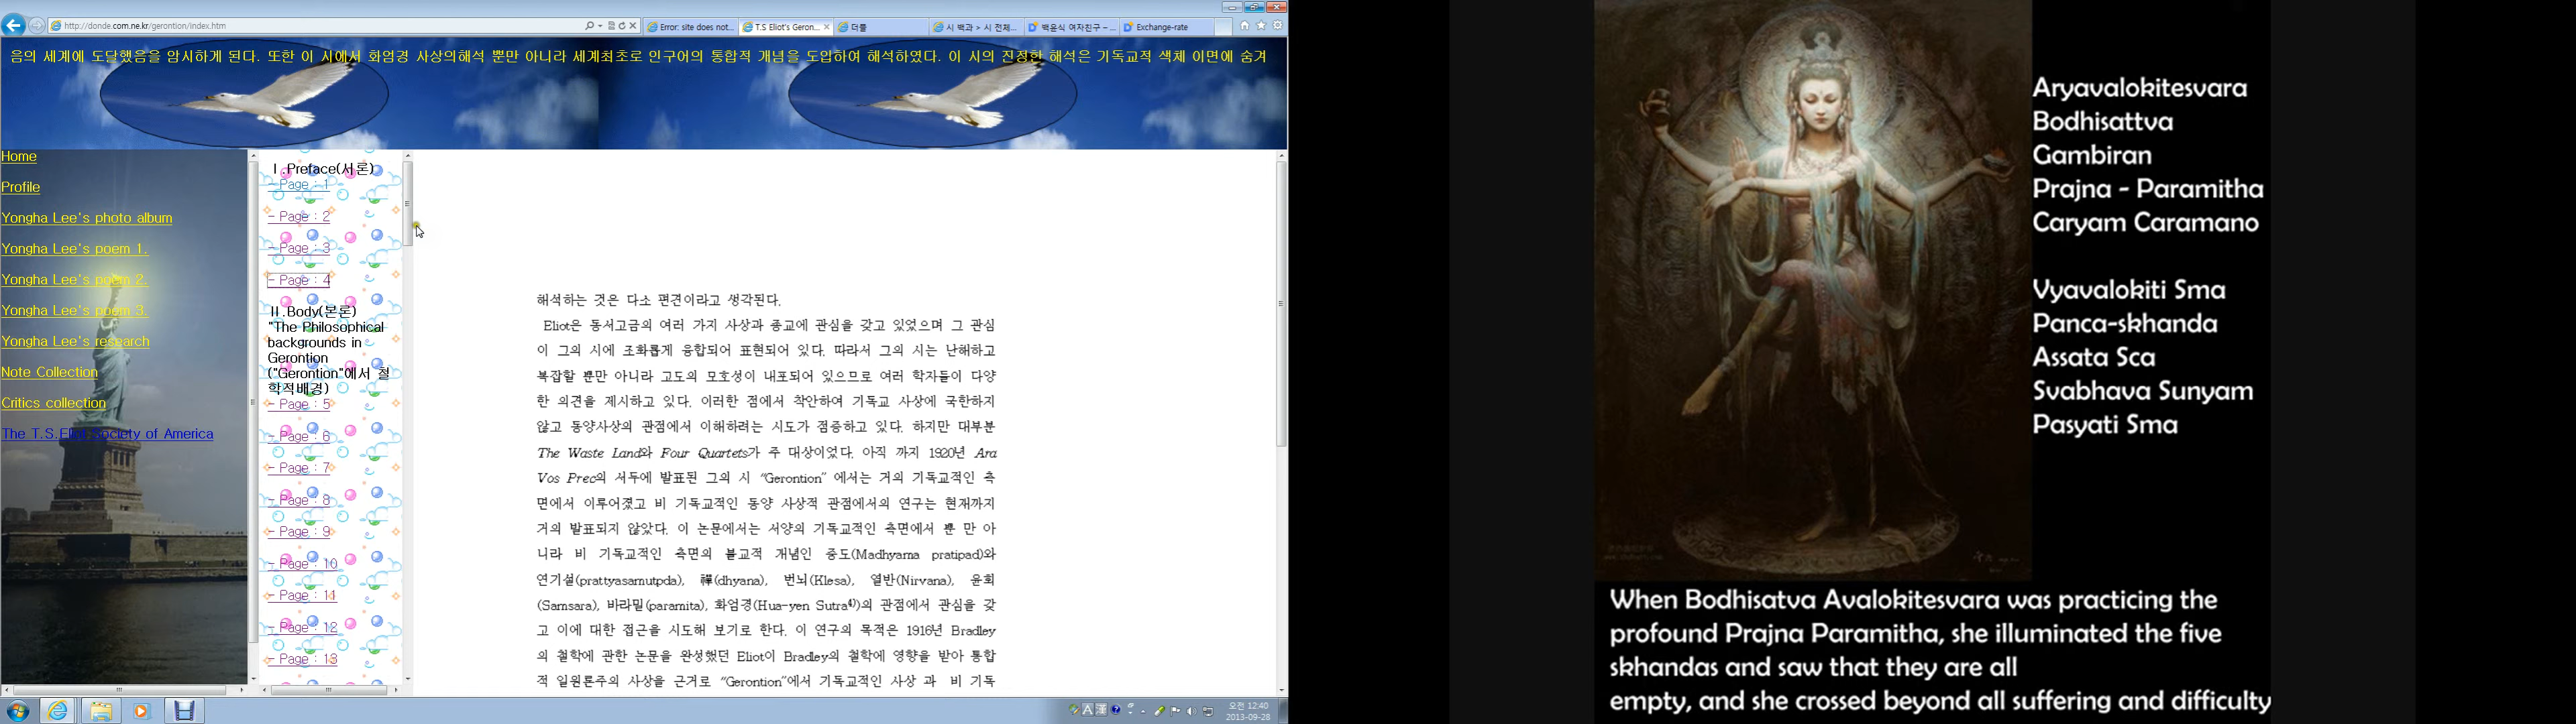 http://donde.com.ne.kr/gerontion/index.htm
Error: site does not...
T.S. Eliot's Geron...
더플
시 백과 > 시 전체...
백윤식 여자친구 – ...
Exchange-rate
음의 세계에 도달했음을 암시하게 된다. 또한 이 시에서 화엄경 사상의해석 뿐만 아니라 세계최초로 인구어의 통합적 개념을 도입하여 해석하였다. 이 시의 진정한 해석은 기독교적 색체 이면에 숨겨
Home
Profile
Yongha Lee's photo album
Yongha Lee's poem 1.
Yongha Lee's poem 2.
Yongha Lee's poem 3.
Yongha Lee's research
Note Collection
Critics collection
The T.S.Eliot Society of America
Ⅰ.Preface(서론)
- Page : 1
- Page : 2
- Page : 3
- Page : 4
Ⅱ.Body(본론)
"The Philosophical
backgrounds in
Gerontion
("Gerontion"에서 철
학적배경)
- Page : 5
- Page : 6
- Page : 7
- Page : 8
- Page : 9
- Page : 10
- Page : 11
- Page : 12
- Page : 13
해석하는 것은 다소 편견이라고 생각된다.
Eliot은 동서고금의 여러 가지 사상과 종교에 관심을 갖고 있었으며 그 관심
이 그의 시에 조화롭게 융합되어 표현되어 있다. 따라서 그의 시는 난해하고
복잡할 뿐만 아니라 고도의 모호성이 내포되어 있으므로 여러 학자들이 다양
한 의견을 제시하고 있다. 이러한 점에서 착안하여 기독교 사상에 국한하지
않고 동양사상의 관점에서 이해하려는 시도가 점증하고 있다. 하지만 대부분
The Waste Land와 Four Quartets가 주 대상이었다. 아직 까지 1920년 Ara
Vos Prec의 서두에 발표된 그의 시 “Gerontion” 에서는 거의 기독교적인 측
면에서 이루어졌고 비 기독교적인 동양 사상적 관점에서의 연구는 현재까지
거의 발표되지 않았다. 이 논문에서는 서양의 기독교적인 측면에서 뿐 만 아
니라 비 기독교적인 측면의 불교적 개념인 중도(Madhyama pratipad)와
연기설(prattyasamutpda), 禪(dhyana), 번뇌(Klesa), 열반(Nirvana), 윤회
(Samsara), 바라밀(paramita), 화엄경(Hua-yen Sutra4))의 관점에서 관심을 갖
고 이에 대한 접근을 시도해 보기로 한다. 이 연구의 목적은 1916년 Bradley
의 철학에 관한 논문을 완성했던 Eliot이 Bradley의 철학에 영향을 받아 통합
적 일원론주의 사상을 근거로 “Gerontion”에서 기독교적인 사상 과 비 기독
오전 12:40
2013-09-28
Aryavalokitesvara
Bodhisattva
Gambiran
Prajna - Paramitha
Caryam Caramano
Vyavalokiti Sma
Panca-skhanda
Assata Sca
Svabhava Sunyam
Pasyati Sma
When Bodhisatva Avalokitesvara was practicing the
profound Prajna Paramitha, she illuminated the five
skhandas and saw that they are all
empty, and she crossed beyond all suffering and difficulty